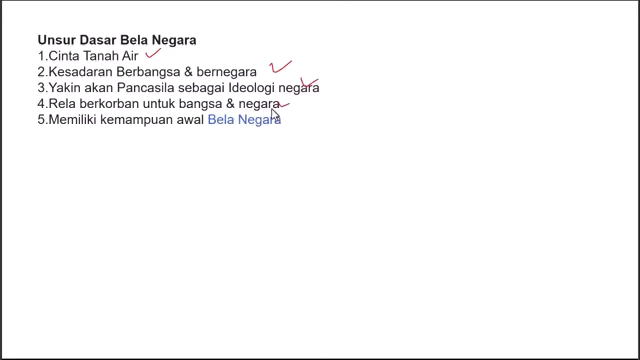 Unsur Dasar Bela Negara
1.Cinta Tanah Air
2.Kesadaran Berbangsa & bernegara
3.Yakin akan Pancasila sebagai Ideologi negara
4.Rela berkorban untuk bangsa & negara
5.Memiliki kemampuan awal Bela Negara